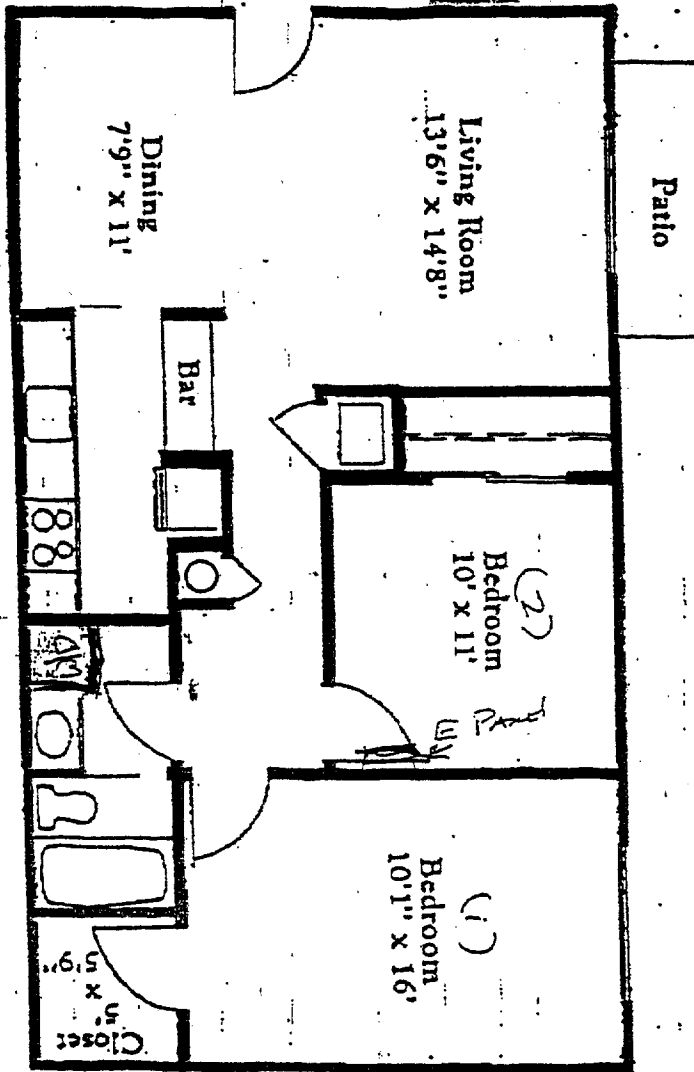 Patio
Living Room
13'6" x 14'8"
Dining
7'9" x 11'
Bar
(2)
Bedroom
10' x 11'
(1)
Bedroom
10'1" x 16'
Closet
5' x
5'9"